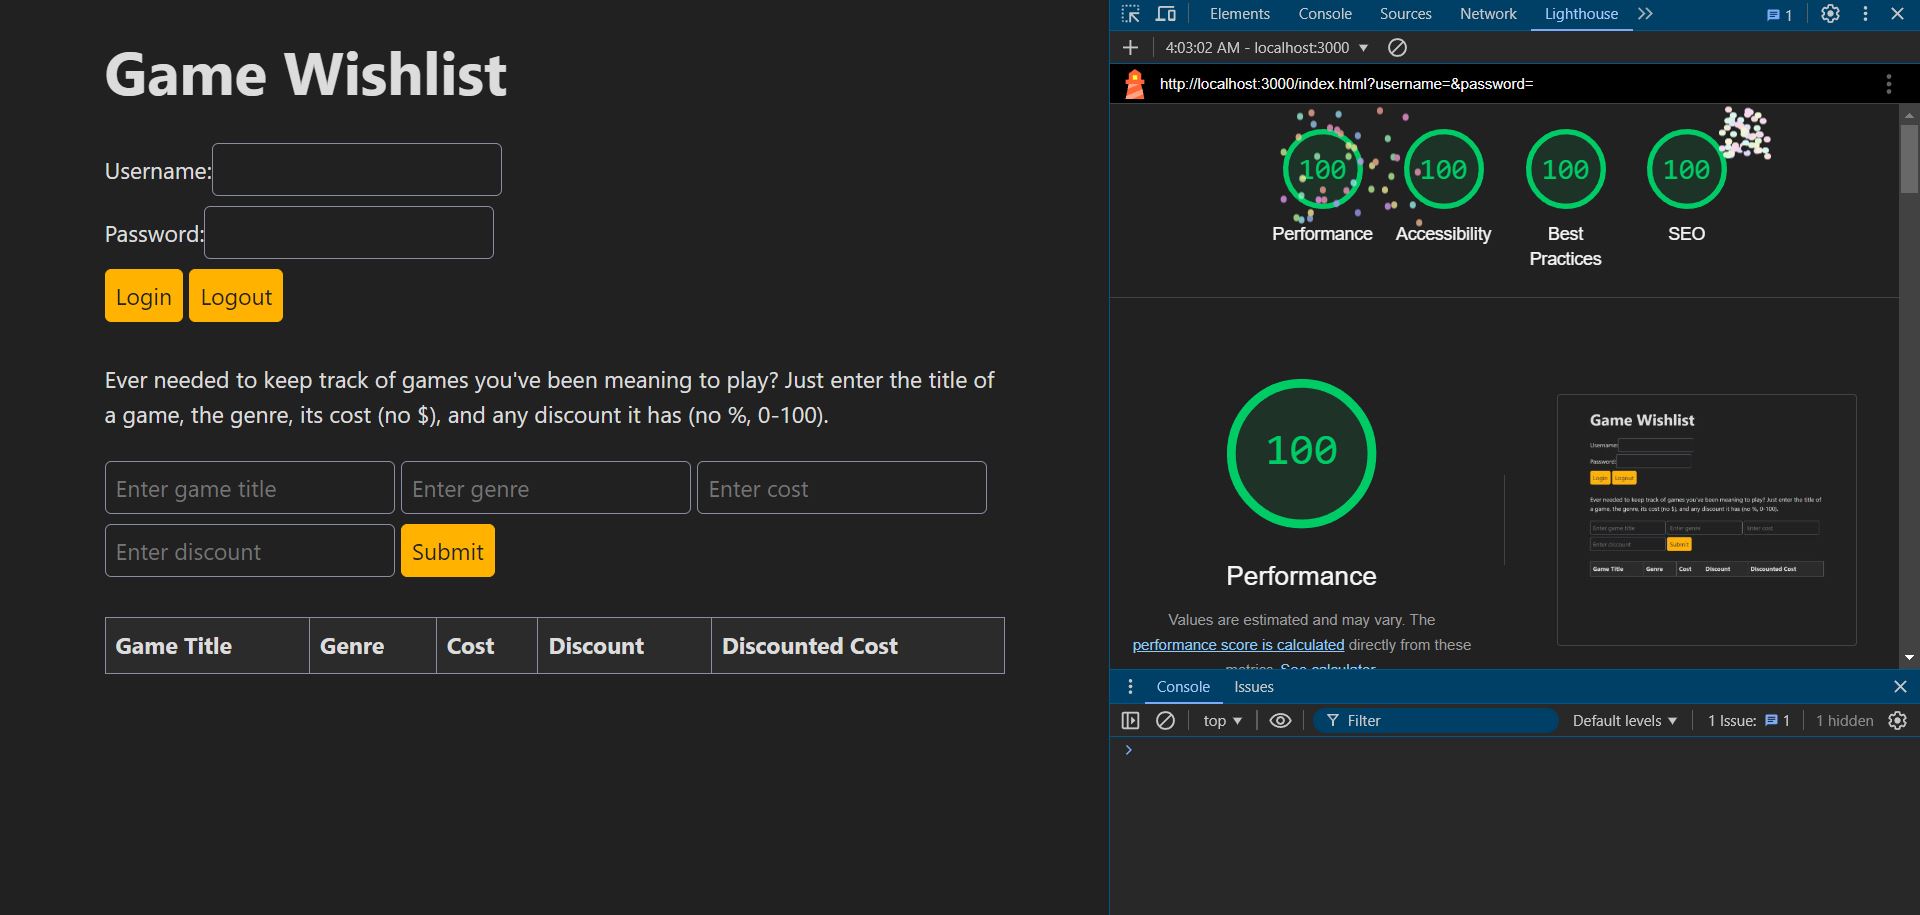 Game Wishlist
Username:
Password:
Login Logout
Ever needed to keep track of games you've been meaning to play? Just enter the title of
a game, the genre, its cost (no $), and any discount it has (no %, 0-100).
Enter game title Enter genre Enter cost
Enter discount Submit
Game Title Genre Cost Discount Discounted Cost
Elements Console Sources Network Lighthouse 1
4:03:02 AM - localhost:3000
http://localhost:3000/index.html?username=&password=
100 100 100 100
Performance Accessibility Best SEO
Practices
100
Performance
Values are estimated and may vary. The
performance score is calculated directly from these
metrics. See calculator.
Game Wishlist
Username:
Password:
Login Logout
Ever needed to keep track of games you've been meaning to play? Just enter the title of
a game, the genre, its cost (no $), and any discount it has (no %, 0-100).
Enter game title Enter genre Enter cost
Enter discount Submit
Game Title Genre Cost Discount Discounted Cost
Console Issues
top Filter Default levels 1 Issue: 1 1 hidden